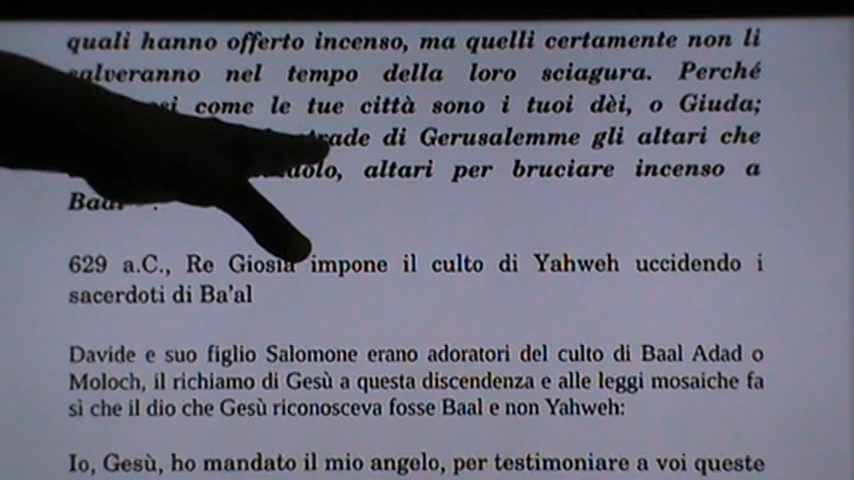 quali hanno offerto incenso, ma quelli certamente non li
salveranno nel tempo della loro sciagura. Perché
come le tue città sono i tuoi dèi, o Giuda;
di Gerusalemme gli altari che
altari per bruciare incenso a
629 a.C., Re Giosia impone il culto di Yahweh uccidendo i
sacerdoti di Ba'al
Davide e suo figlio Salomone erano adoratori del culto di Baal Adad o
Moloch, il richiamo di Gesù a questa discendenza e alle leggi mosaiche fa
sì che il dio che Gesù riconosceva fosse Baal e non Yahweh:
Io, Gesù, ho mandato il mio angelo, per testimoniare a voi queste